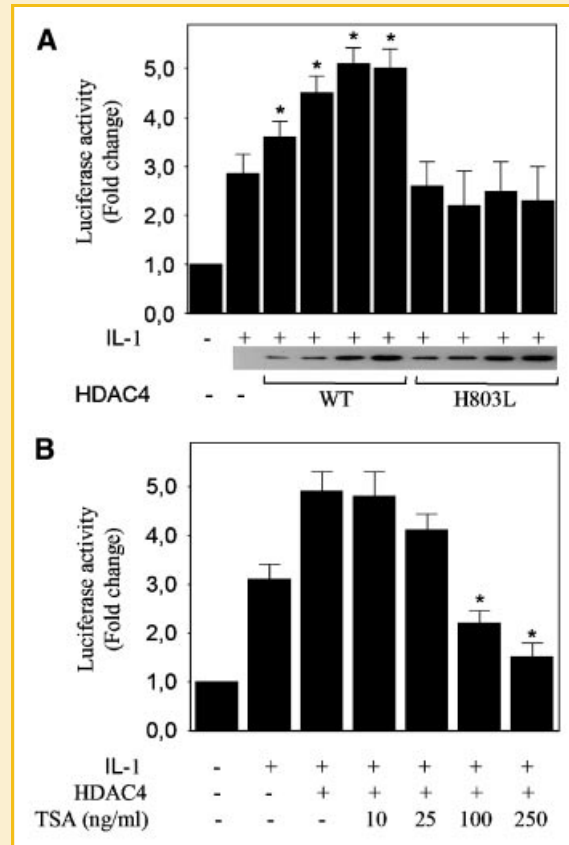 A
Luciferase activity
(Fold change)
* * * * 
5,0
4,0
3,0
2,0
1,0
0,0
IL-1 - + + + + + + + + +
HDAC4 - - WT H803L
B
Luciferase activity
(Fold change)
* *
5,0
4,0
3,0
2,0
1,0
0,0
IL-1 - + + + + + +
HDAC4 - - + + + + +
TSA (ng/ml) - - - 10 25 100 250